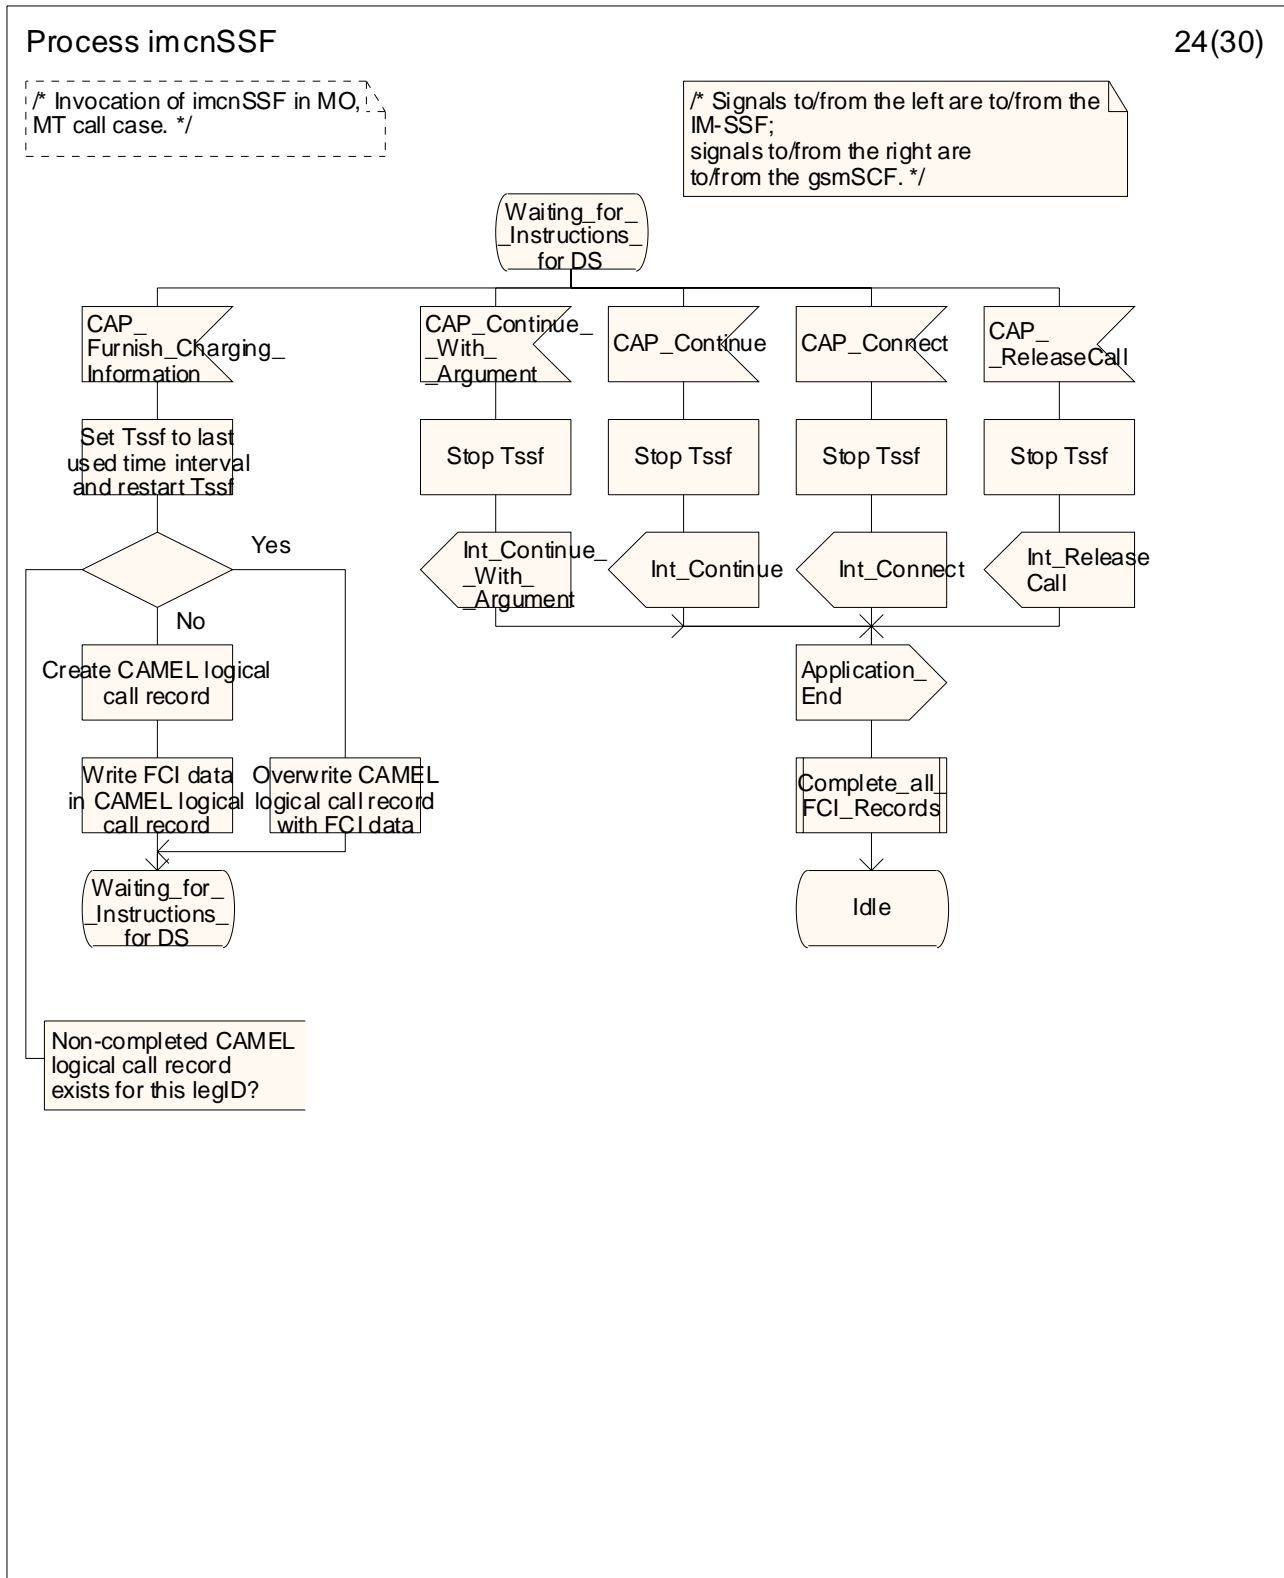 Process imcnSSF
24(30)
/* Invocation of imcnSSF in MO,
MT call case. */
/* Signals to/from the left are to/from the
IM-SSF;
signals to/from the right are
to/from the gsmSCF. */
Waiting_for_
_Instructions_
for DS
CAP_
Furnish_Charging_
Information
CAP_Continue_
_With_
_Argument
CAP_Continue
CAP_Connect
CAP_
_ReleaseCall
Set Tssf to last
used time interval
and restart Tssf
Stop Tssf
Stop Tssf
Stop Tssf
Stop Tssf
Yes
No
Int_Continue_
_With_
_Argument
Int_Continue
Int_Connect
Int_Release
Call
Create CAMEL logical
call record
Application_
End
Write FCI data
in CAMEL logical
call record
Overwrite CAMEL
logical call record
with FCI data
Complete_all_
FCI_Records
Waiting_for_
_Instructions_
for DS
Idle
Non-completed CAMEL
logical call record
exists for this legID?